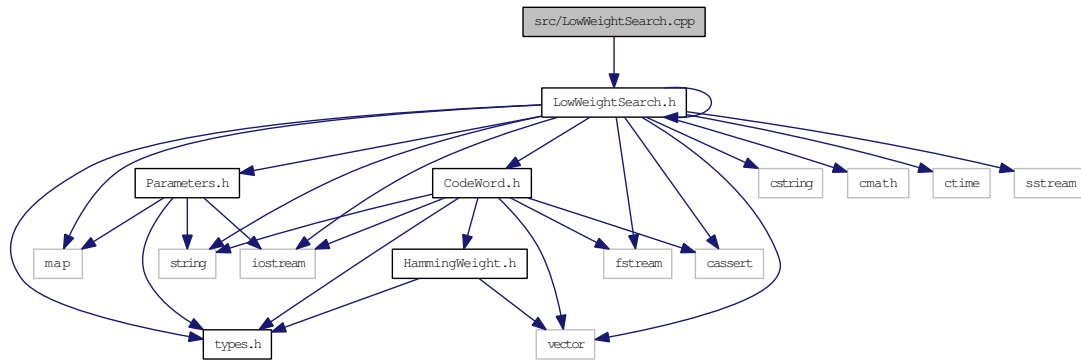 src/LowWeightSearch.cpp
LowWeightSearch.h
Parameters.h
CodeWord.h
cstring
cmath
ctime
sstream
map
string
iostream
HammingWeight.h
fstream
cassert
types.h
vector